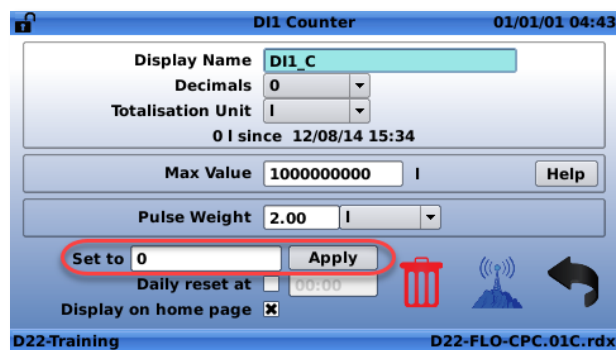 DI1 Counter 01/01/01 04:43
Display Name DI1_C
Decimals 0
Totalisation Unit l
0 l since 12/08/14 15:34
Max Value 1000000000 l Help
Pulse Weight 2.00 l
Set to 0 Apply
Daily reset at 00:00
Display on home page
D22-Training D22-FLO-CPC.01C.rdx